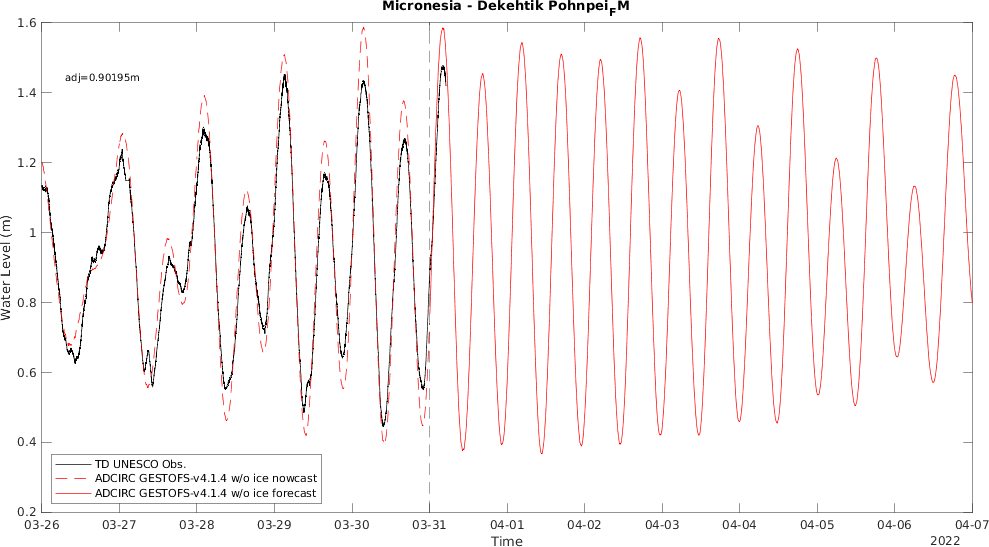 Micronesia - Dekehtik PohnpeiFM
1.6
adj=0.90195m
1.4
1.2
1
0.8
0.6
0.4
0.2
Water Level (m)
TD UNESCO Obs.
ADCIRC GESTOFS-v4.1.4 w/o ice nowcast
ADCIRC GESTOFS-v4.1.4 w/o ice forecast
03-26 03-27 03-28 03-29 03-30 03-31 04-01 04-02 04-03 04-04 04-05 04-06 04-07
Time
2022